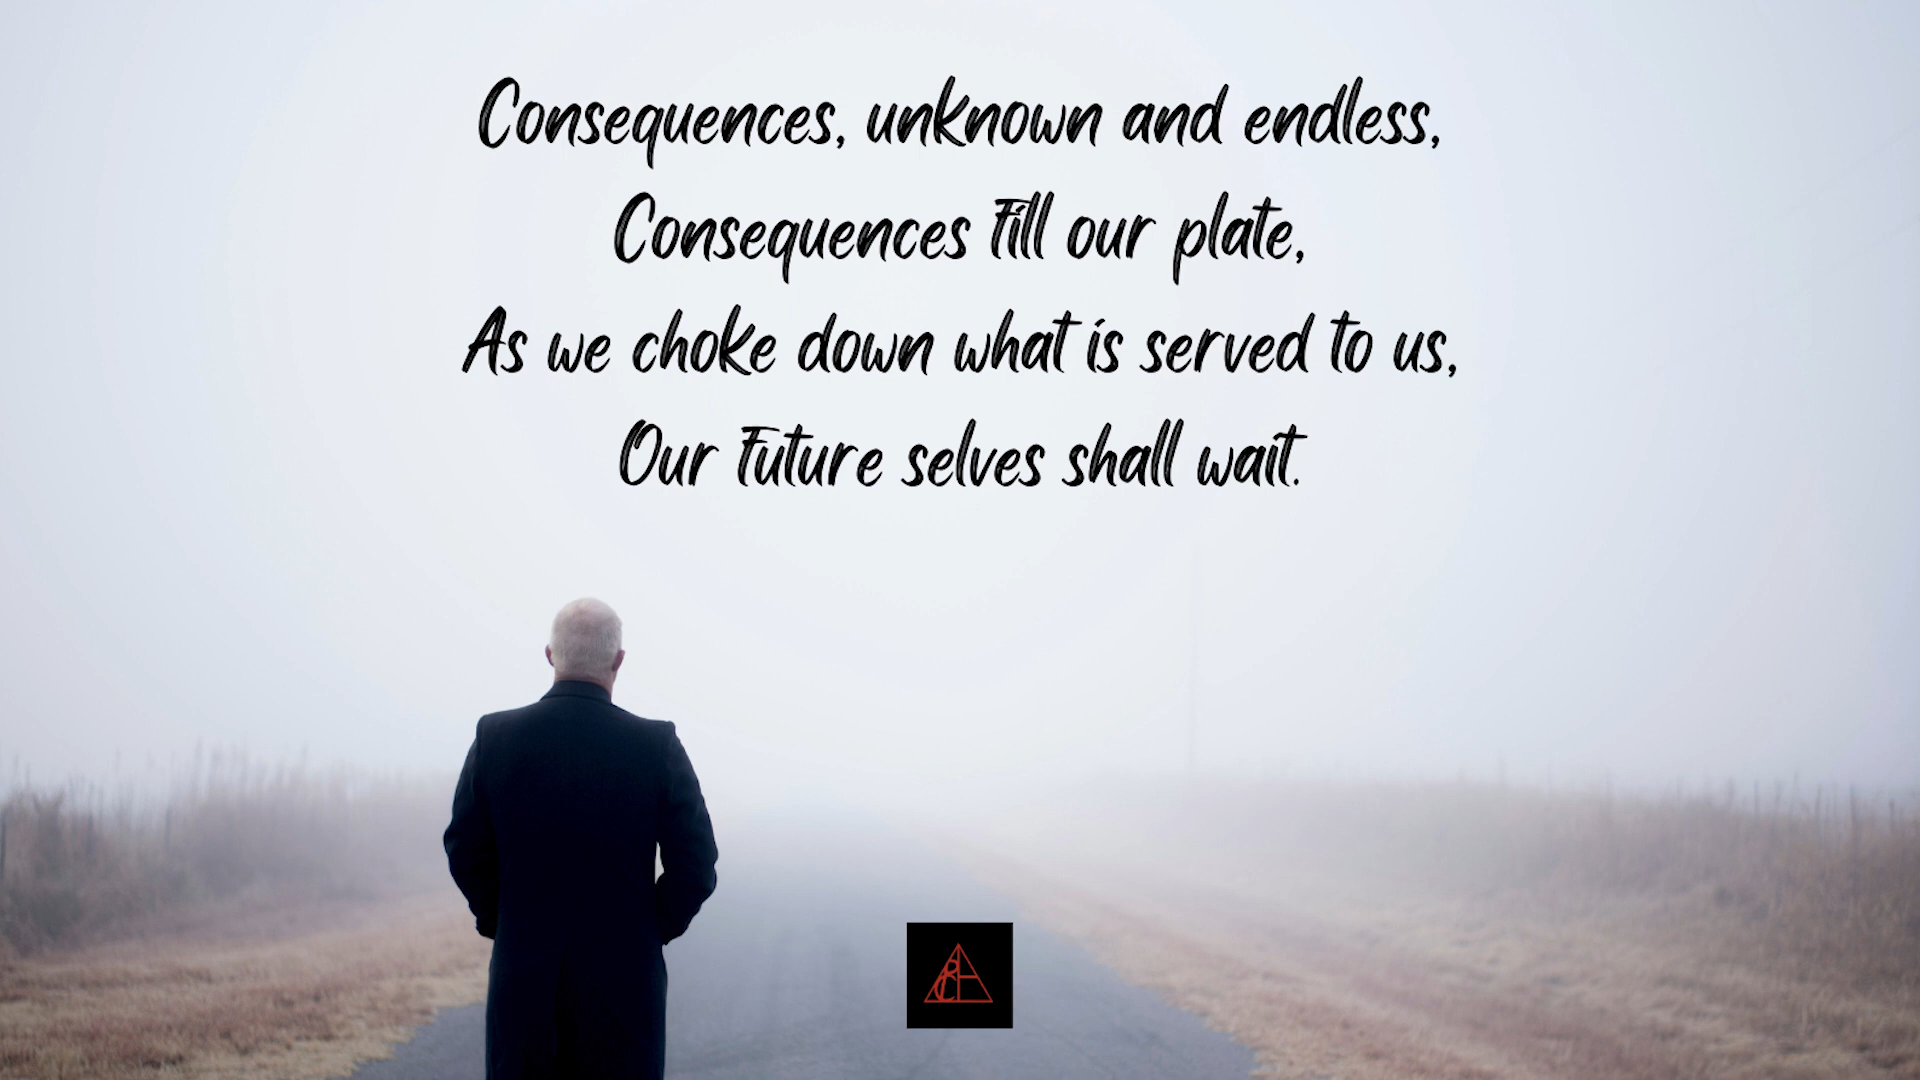 Consequences, unknown and endless,
Consequences fill our plate,
As we choke down what is served to us,
Our future selves shall wait.